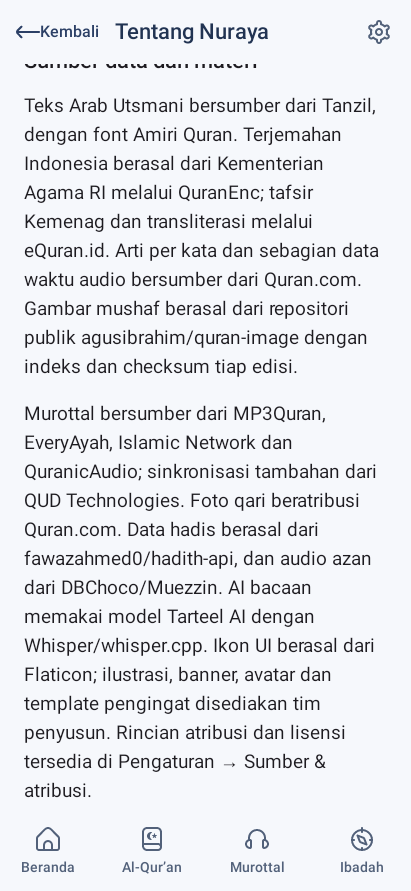 Kembali Tentang Nuraya
Sumber data dan materi
Teks Arab Utsmani bersumber dari Tanzil,
dengan font Amiri Quran. Terjemahan
Indonesia berasal dari Kementerian
Agama RI melalui QuranEnc; tafsir
Kemenag dan transliterasi melalui
eQuran.id. Arti per kata dan sebagian data
waktu audio bersumber dari Quran.com.
Gambar mushaf berasal dari repositori
publik agusibrahim/quran-image dengan
indeks dan checksum tiap edisi.
Murottal bersumber dari MP3Quran,
EveryAyah, Islamic Network dan
QuranicAudio; sinkronisasi tambahan dari
QUD Technologies. Foto qari beratribusi
Quran.com. Data hadis berasal dari
fawazahmed0/hadith-api, dan audio azan
dari DBChoco/Muezzin. AI bacaan
memakai model Tarteel AI dengan
Whisper/whisper.cpp. Ikon UI berasal dari
Flaticon; ilustrasi, banner, avatar dan
template pengingat disediakan tim
penyusun. Rincian atribusi dan lisensi
tersedia di Pengaturan → Sumber &
atribusi.
Beranda Al-Qur’an Murottal Ibadah